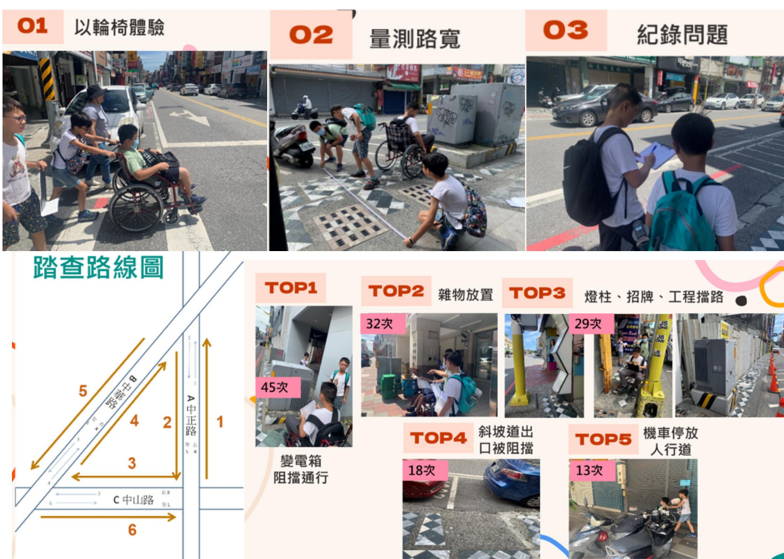 01 以輪椅體驗
02 量測路寬
03 紀錄問題
踏查路線圖
5
B 中華路
4
2
A 中正路
1
3
C 中山路
6
TOP1
45次
變電箱
阻擋通行
TOP2 雜物放置
32次
TOP3 燈柱、招牌、工程擋路
29次
TOP4 斜坡道出
口被阻擋
18次
TOP5 機車停放
人行道
13次